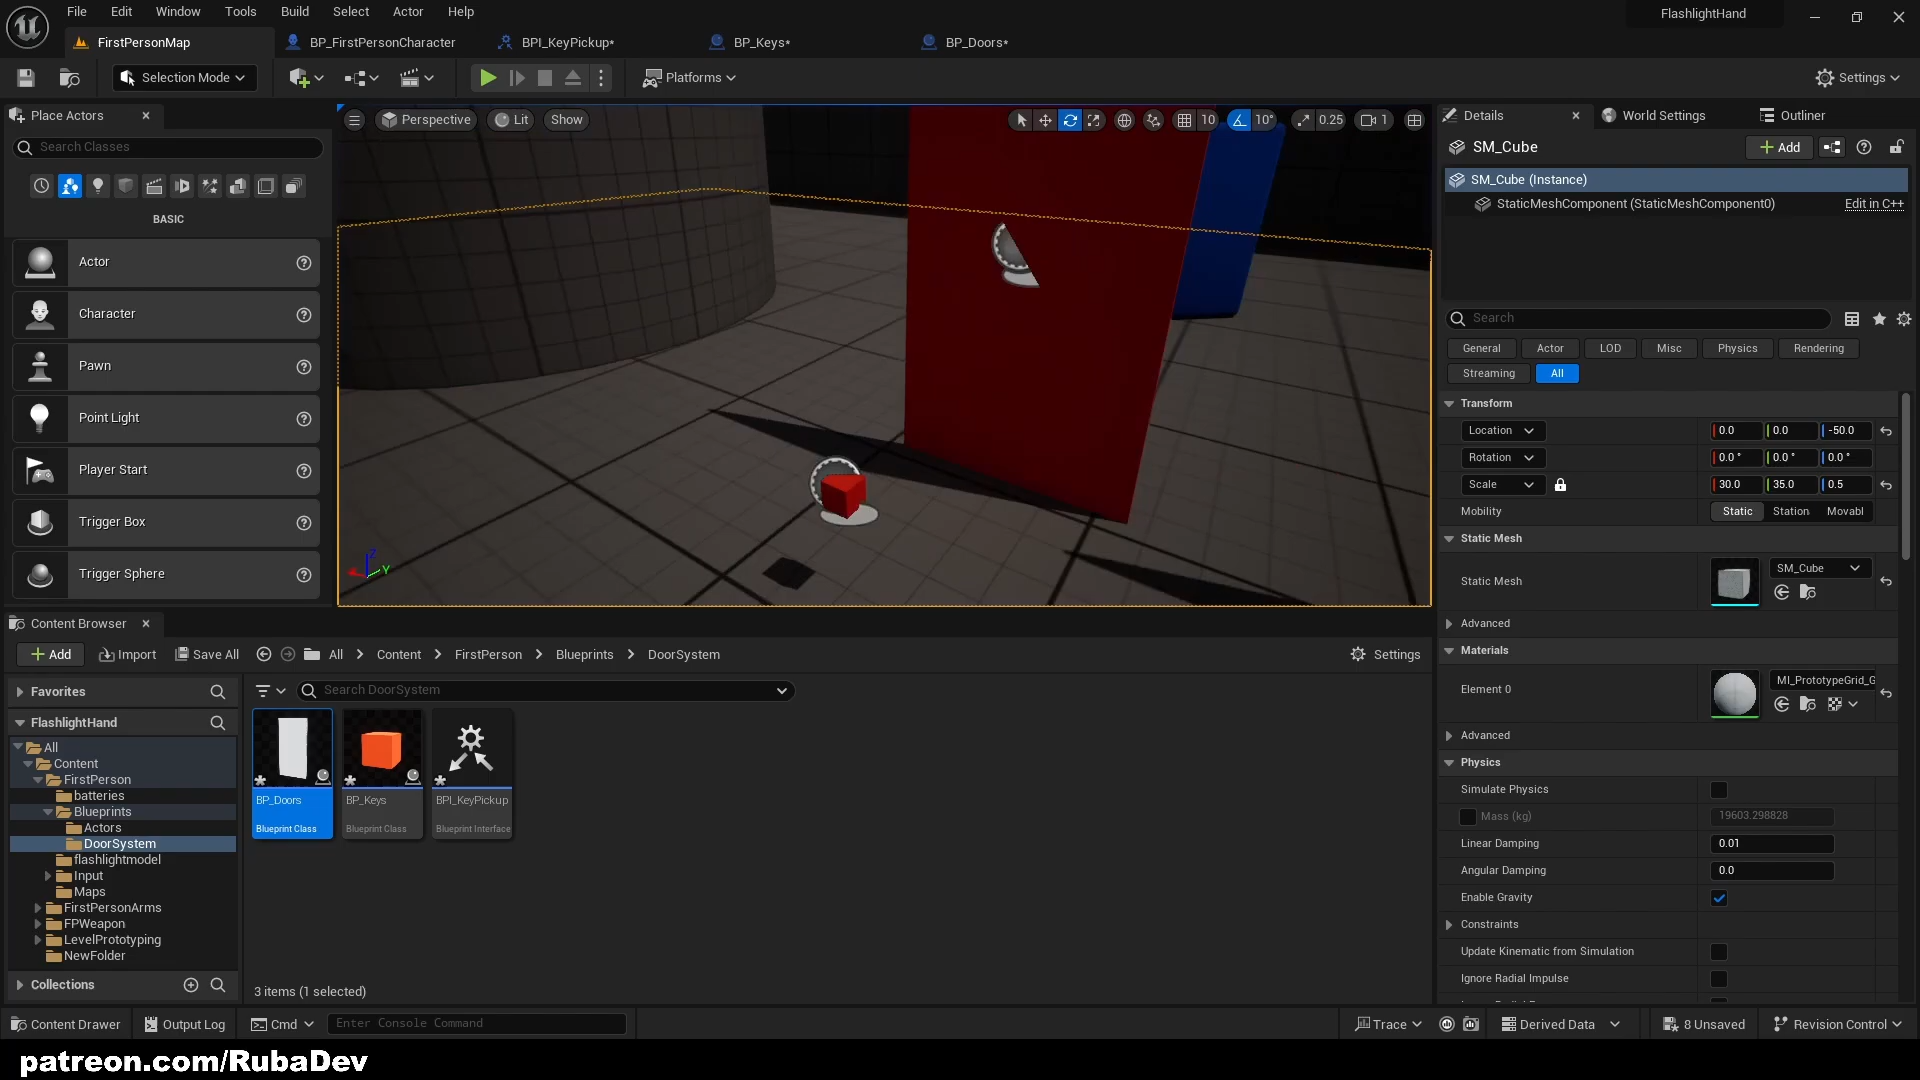 File Edit Window Tools Build Select Actor Help
FlashlightHand
FirstPersonMap
BP_FirstPersonCharacter
BPI_KeyPickup*
BP_Keys*
BP_Doors*
Selection Mode
Platforms
Settings
Place Actors
Search Classes
BASIC
Actor
Character
Pawn
Point Light
Player Start
Trigger Box
Trigger Sphere
Perspective Lit Show
10 10° 0.25 1
Z
Y
Details
World Settings
Outliner
SM_Cube
Add
SM_Cube (Instance)
StaticMeshComponent (StaticMeshComponent0)
Edit in C++
Search
General Actor LOD Misc Physics Rendering
Streaming All
Transform
Location 0.0 0.0 -50.0
Rotation 0.0° 0.0° 0.0°
Scale 30.0 35.0 0.5
Mobility Static Station Movabl
Static Mesh
Static Mesh SM_Cube
Advanced
Materials
Element 0 MI_PrototypeGrid_G
Advanced
Physics
Simulate Physics
Mass (kg) 19603.298828
Linear Damping 0.01
Angular Damping 0.0
Enable Gravity
Constraints
Update Kinematic from Simulation
Ignore Radial Impulse
Content Browser
Add Import Save All All Content FirstPerson Blueprints DoorSystem Settings
Favorites
Search DoorSystem
FlashlightHand
All
Content
FirstPerson
batteries
Blueprints
Actors
DoorSystem
flashlightmodel
Input
Maps
FirstPersonArms
FPWeapon
LevelPrototyping
NewFolder
Collections
BP_Doors
Blueprint Class
BP_Keys
Blueprint Class
BPI_KeyPickup
Blueprint Interface
3 items (1 selected)
Content Drawer Output Log Cmd Enter Console Command Trace Derived Data 8 Unsaved Revision Control
patreon.com/RubaDev